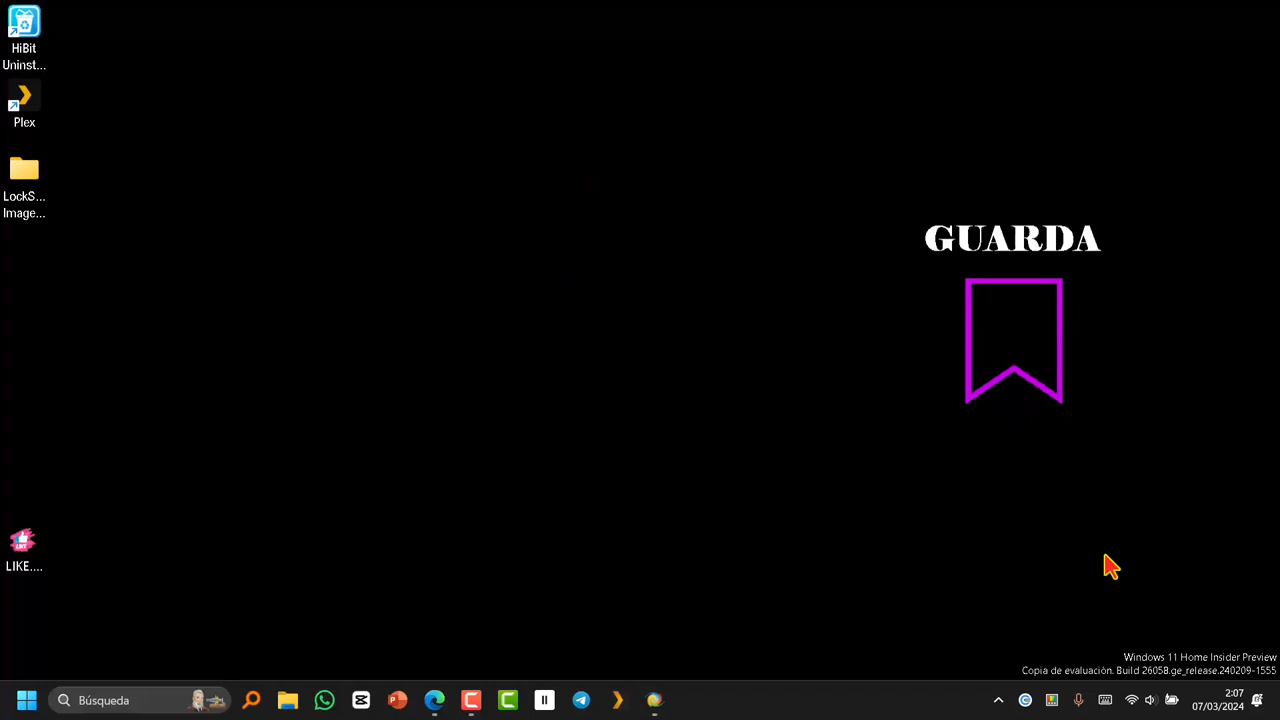 HiBit
Uninst...
Plex
LockS...
Image...
GUARDA
LIKE
LIKE....
Windows 11 Home Insider Preview
Copia de evaluación. Build 26058.ge_release.240209-1555
Búsqueda
2:07
07/03/2024